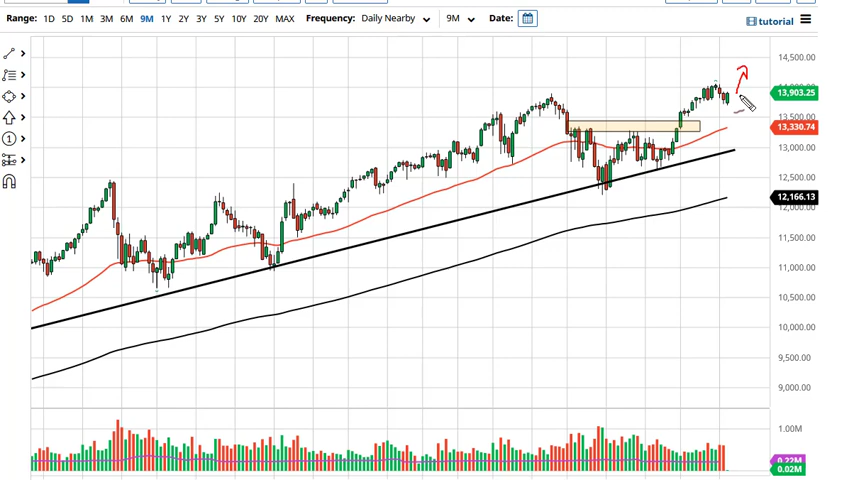 Range: 1D 5D 1M 3M 6M 9M 1Y 2Y 3Y 5Y 10Y 20Y MAX Frequency: Daily Nearby 9M Date:
tutorial
14,500.00
13,903.25
13,500.00
13,330.74
13,000.00
12,500.00
12,166.13
11,500.00
11,000.00
10,500.00
10,000.00
9,500.00
9,000.00
1.00M
0.22M
0.02M
1